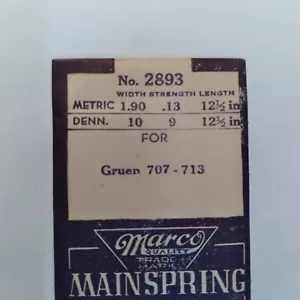 No. 2893
WIDTH STRENGTH LENGTH
METRIC 1.90 .13 12½ in
DENN. 10 9 12½ in
FOR
Gruen 707 - 713
Marco
QUALITY
TRADE
MARK
MAINSPRING